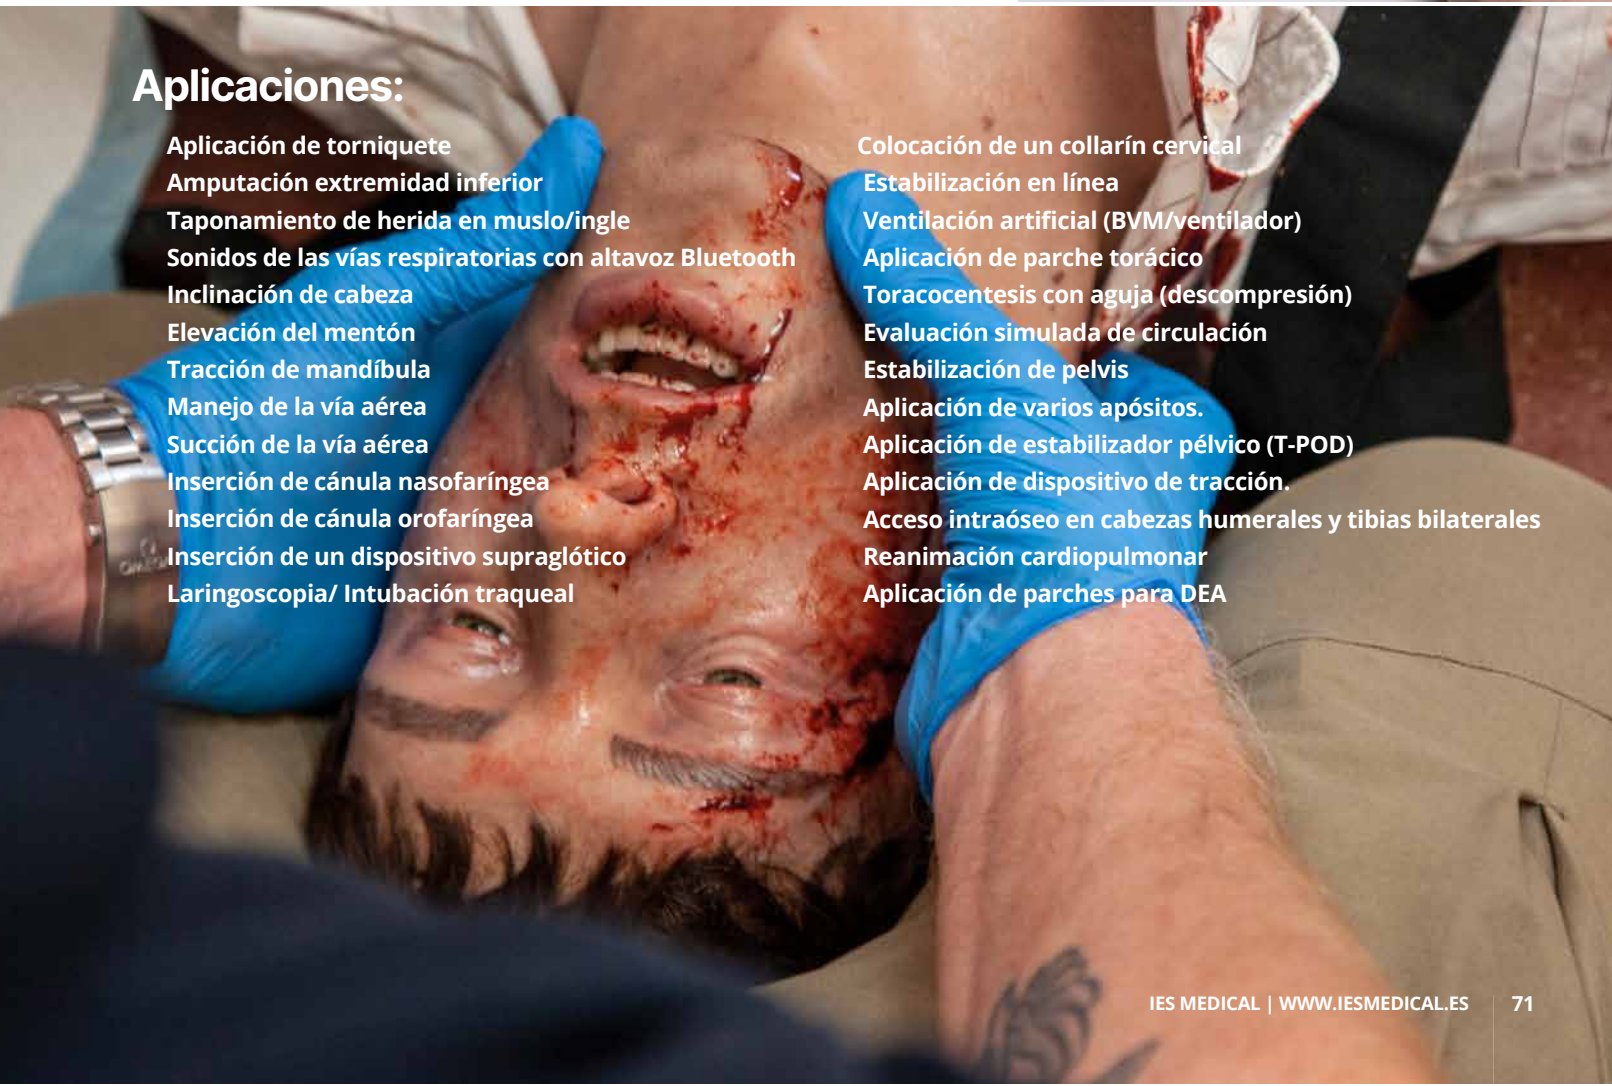 Aplicaciones:
Aplicación de torniquete
Amputación extremidad inferior
Taponamiento de herida en muslo/ingle
Sonidos de las vías respiratorias con altavoz Bluetooth
Inclinación de cabeza
Elevación del mentón
Tracción de mandíbula
Manejo de la vía aérea
Succión de la vía aérea
Inserción de cánula nasofaríngea
Inserción de cánula orofaríngea
Inserción de un dispositivo supraglótico
Laringoscopia/ Intubación traqueal
Colocación de un collarín cervical
Estabilización en línea
Ventilación artificial (BVM/ventilador)
Aplicación de parche torácico
Toracocentesis con aguja (descompresión)
Evaluación simulada de circulación
Estabilización de pelvis
Aplicación de varios apósitos.
Aplicación de estabilizador pélvico (T-POD)
Aplicación de dispositivo de tracción.
Acceso intraóseo en cabezas humerales y tibias bilaterales
Reanimación cardiopulmonar
Aplicación de parches para DEA
IES MEDICAL | WWW.IESMEDICAL.ES 71